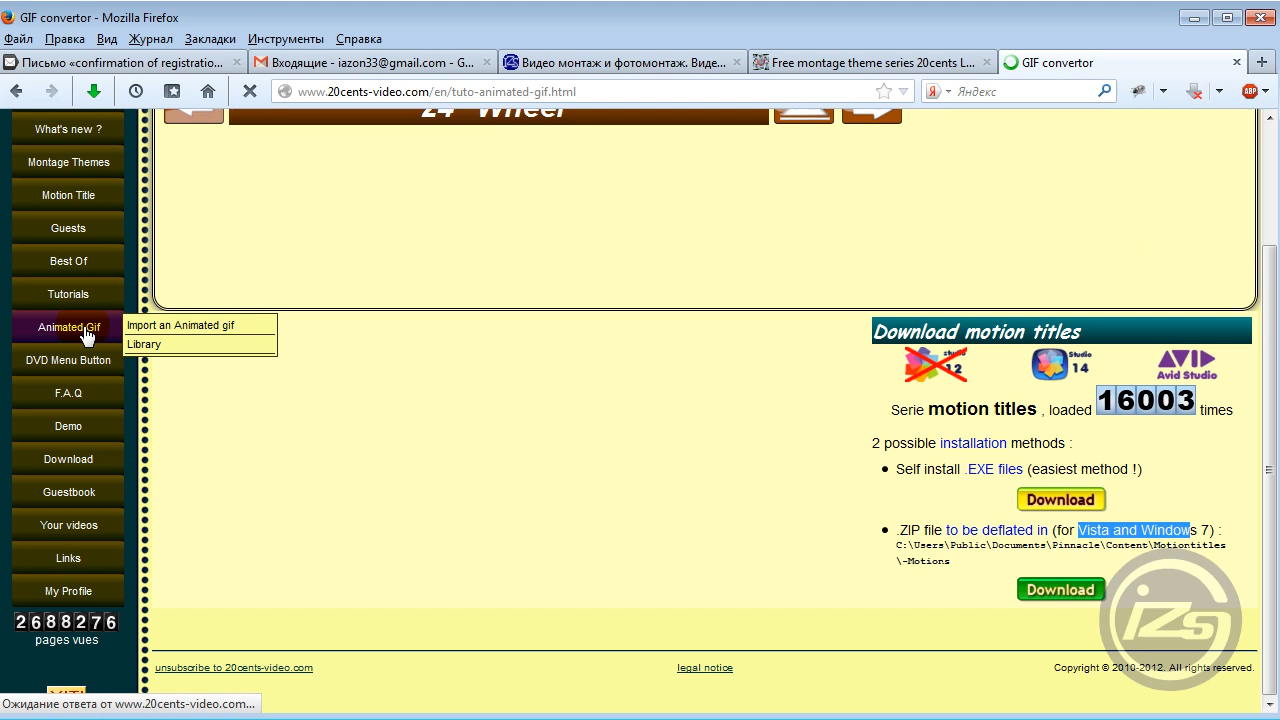 GIF convertor - Mozilla Firefox
Файл Правка Вид Журнал Закладки Инструменты Справка
Письмо «confirmation of registratio...
Входящие - iazon33@gmail.com - G...
Видео монтаж и фотомонтаж. Виде...
Free montage theme series 20cents L...
GIF convertor
www.20cents-video.com/en/tuto-animated-gif.html
Яндекс
ABP
24 Wheel
What's new ?
Montage Themes
Motion Title
Guests
Best Of
Tutorials
Animated Gif
Import an Animated gif
Library
DVD Menu Button
F.A.Q
Demo
Download
Guestbook
Your videos
Links
My Profile
2688276
pages vues
Download motion titles
studio 12
Studio 14
AVID
Avid Studio
Serie motion titles , loaded 16003 times
2 possible installation methods :
Self install .EXE files (easiest method !)
Download
.ZIP file to be deflated in (for Vista and Windows 7) :
C:\Users\Public\Documents\Pinnacle\Content\Motiontitles
\-Motions
Download
unsubscribe to 20cents-video.com
legal notice
Copyright © 2010-2012. All rights reserved.
Ожидание ответа от www.20cents-video.com...